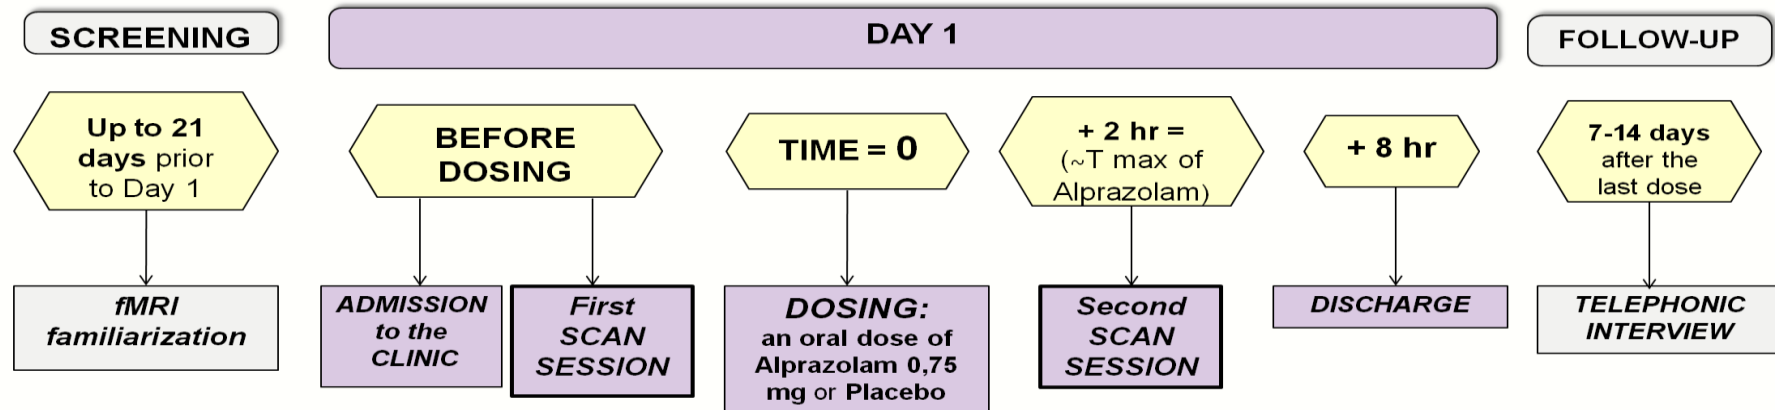 SCREENING
DAY 1
FOLLOW-UP
Up to 21
days prior
to Day 1
BEFORE
DOSING
TIME = 0
+ 2 hr =
(~T max of
Alprazolam)
+ 8 hr
7-14 days
after the
last dose
fMRI
familiarization
ADMISSION
to the
CLINIC
First
SCAN
SESSION
DOSING:
an oral dose of
Alprazolam 0,75
mg or Placebo
Second
SCAN
SESSION
DISCHARGE
TELEPHONIC
INTERVIEW